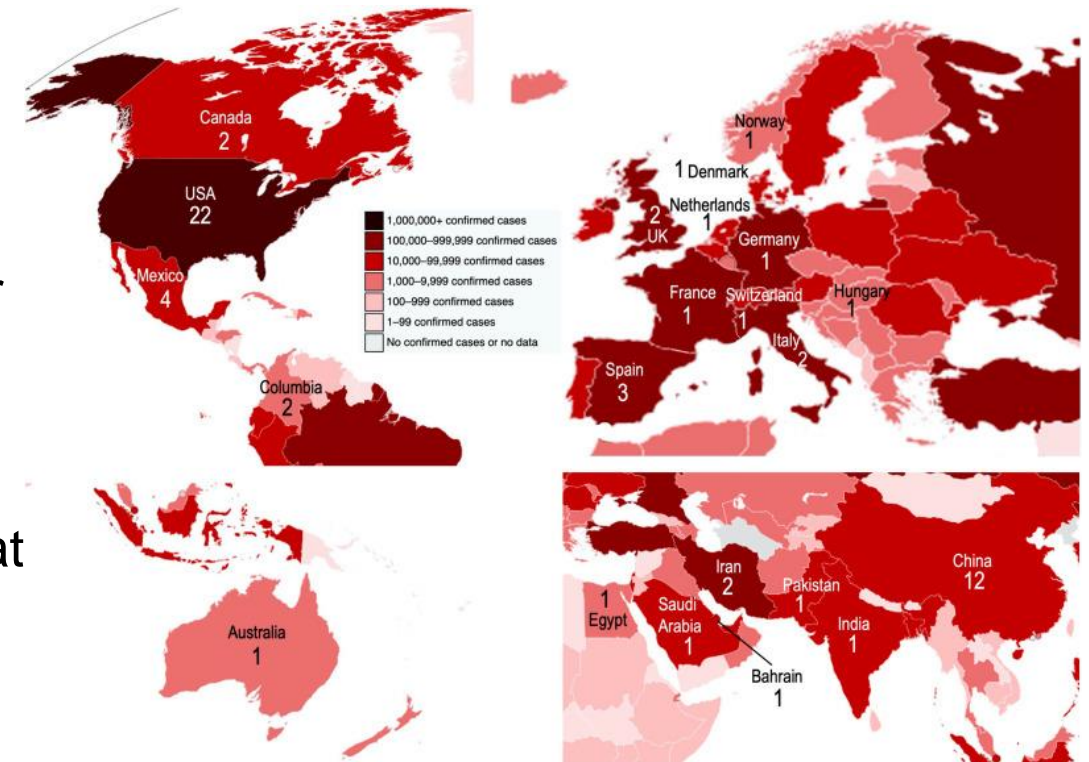 Canada
2
USA
22
Mexico
4
Columbia
2
1,000,000+ confirmed cases
100,000–999,999 confirmed cases
10,000–99,999 confirmed cases
1,000–9,999 confirmed cases
100–999 confirmed cases
1–99 confirmed cases
No confirmed cases or no data
Norway
1
1 Denmark
Netherlands
1
2
UK
Germany
1
France
1
Switzerland
1
Hungary
1
Italy
2
Spain
3
at
Australia
1
1
Egypt
Saudi
Arabia
1
Iran
2
Pakistan
1
India
1
China
12
Bahrain
1